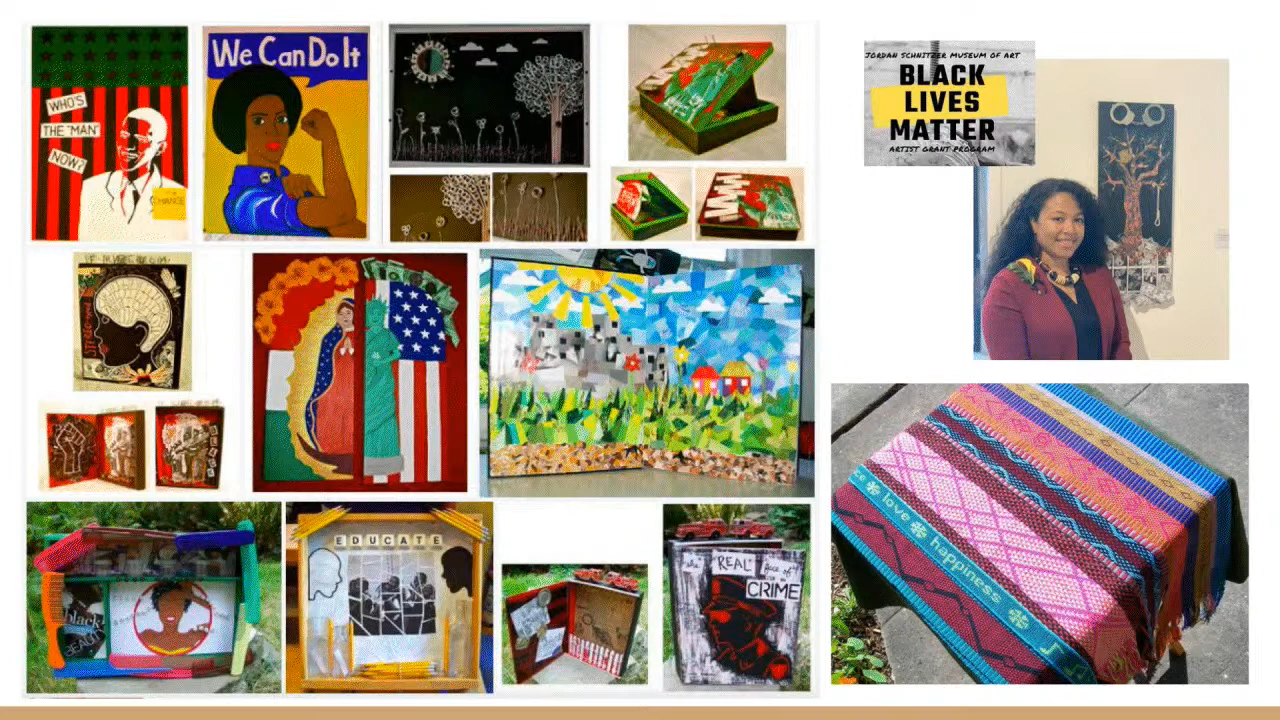 WHO'S
THE "MAN"
NOW?
CHANGE
We Can Do It
EDUCATE
black
"REAL" face of
CRIME
JORDAN SCHNITZER MUSEUM OF ART
BLACK
LIVES
MATTER
ARTIST GRANT PROGRAM
love
happiness